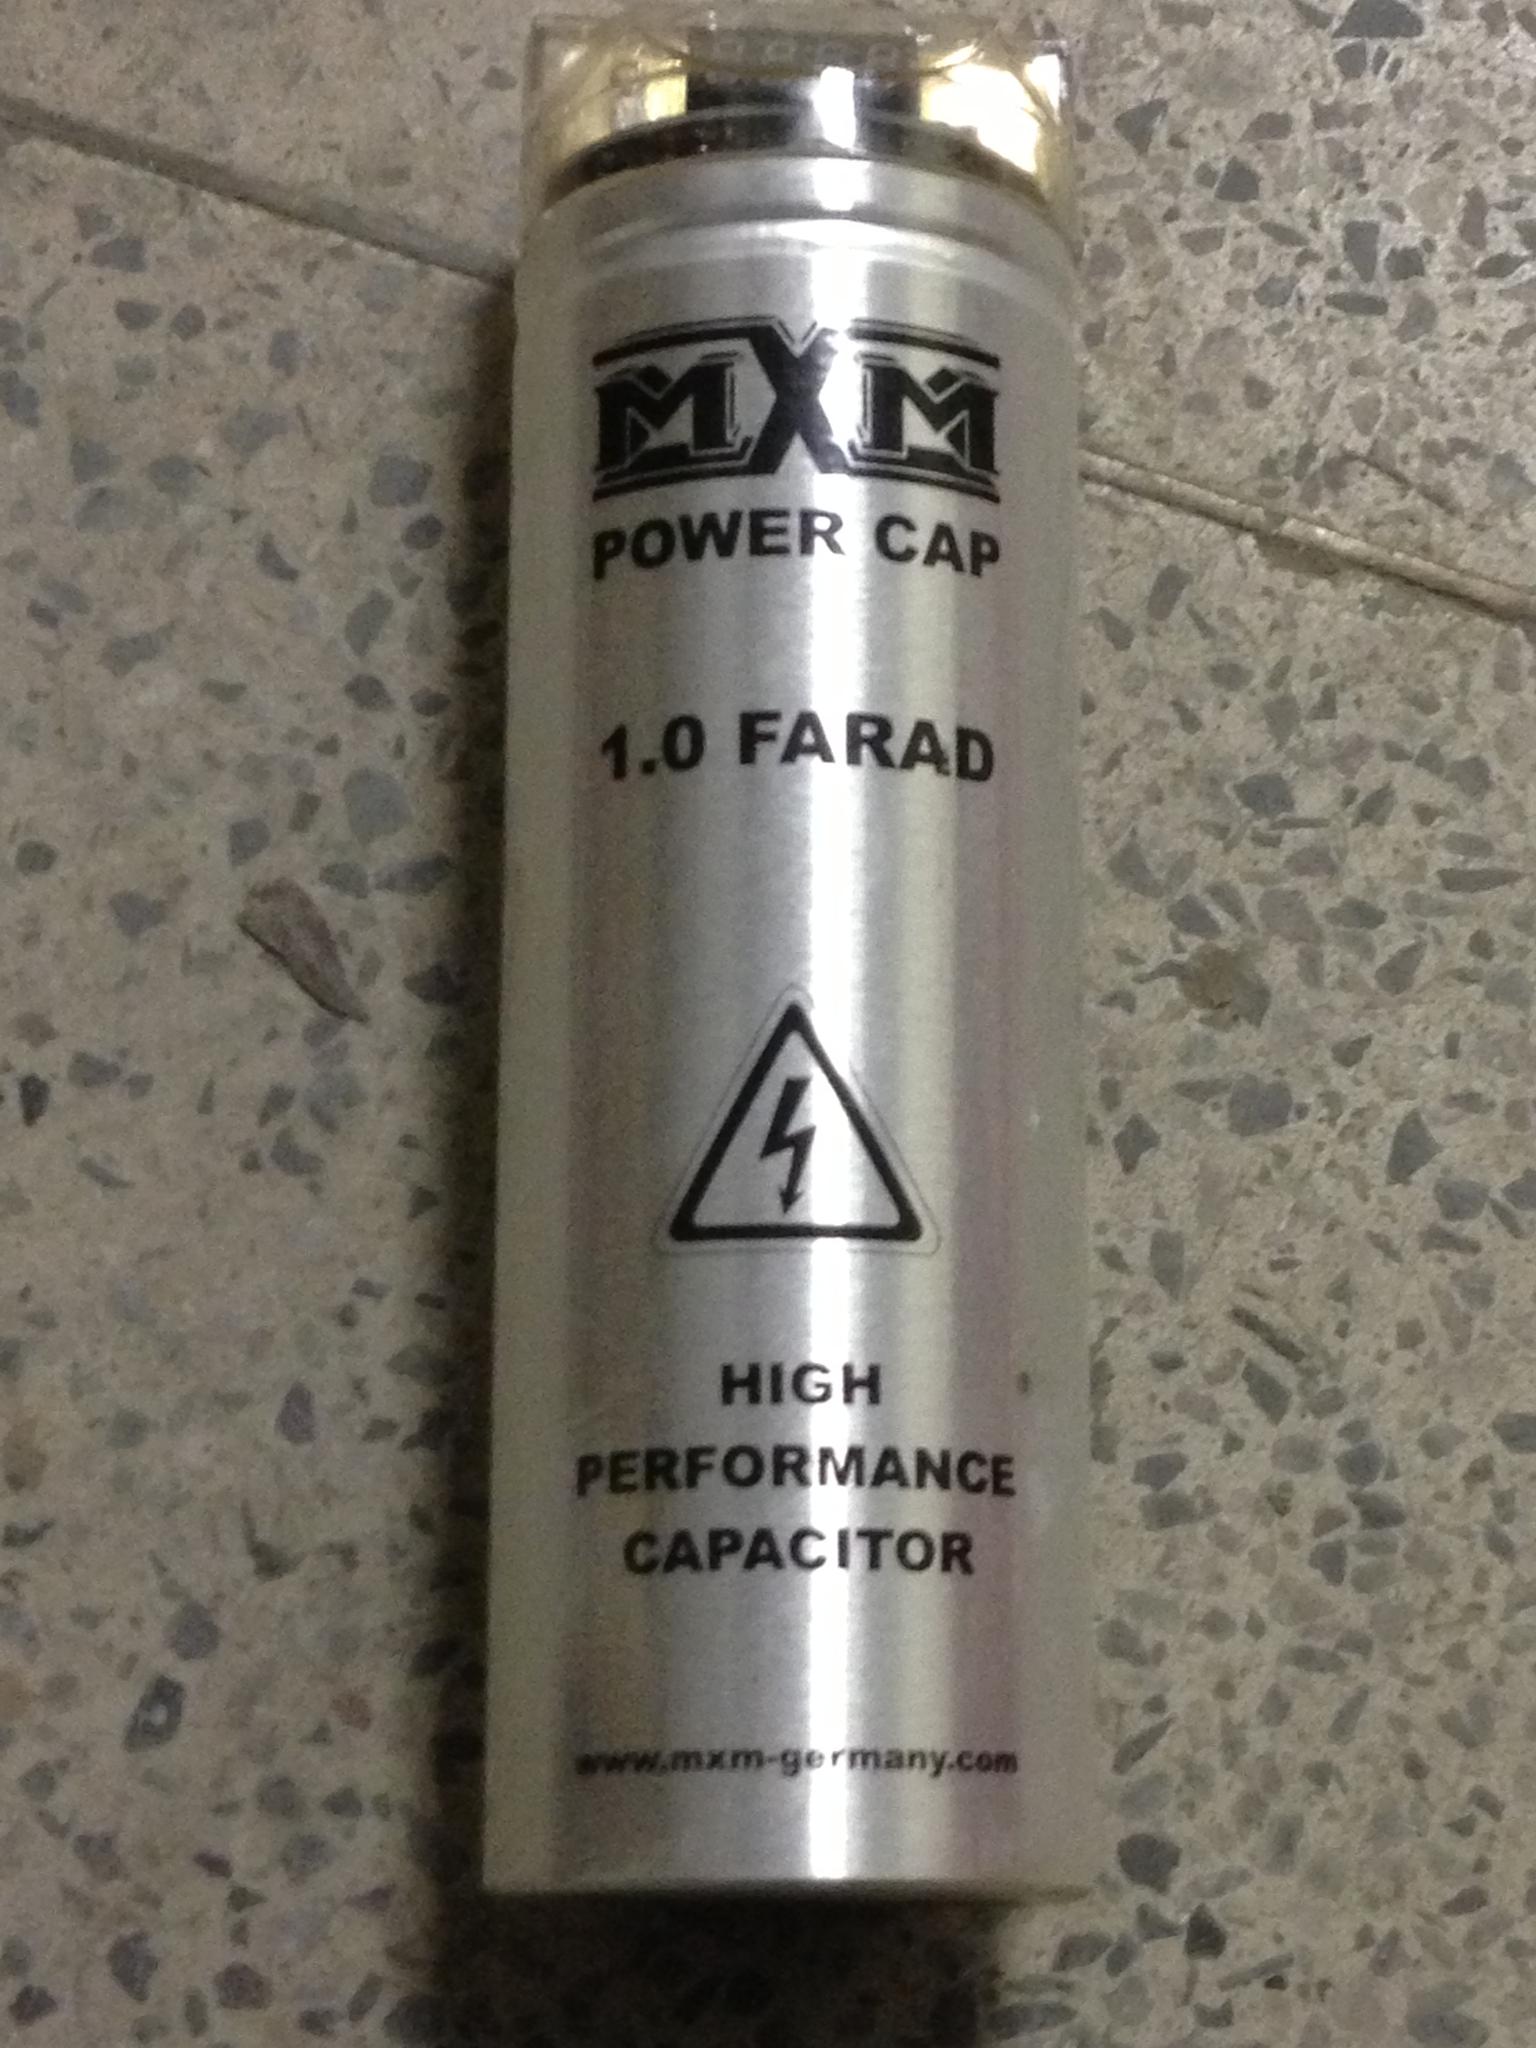 MXM
POWER CAP
1.0 FARAD
HIGH
PERFORMANCE
CAPACITOR
www.mxm-germany.com